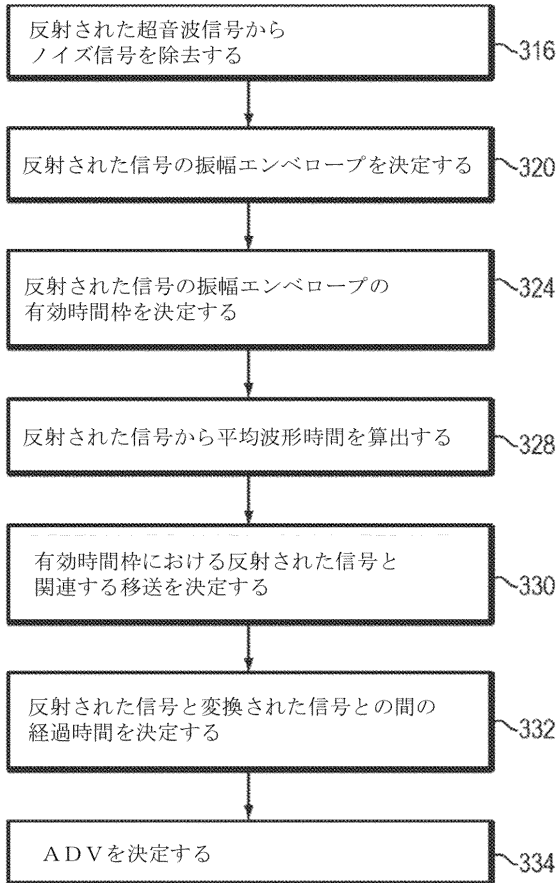 反射された超音波信号から
ノイズ信号を除去する
316
反射された信号の振幅エンベロープを決定する
320
反射された信号の振幅エンベロープの
有効時間枠を決定する
324
反射された信号から平均波形時間を算出する
328
有効時間枠における反射された信号と
関連する移送を決定する
330
反射された信号と変換された信号との間の
経過時間を決定する
332
ＡＤＶを決定する
334